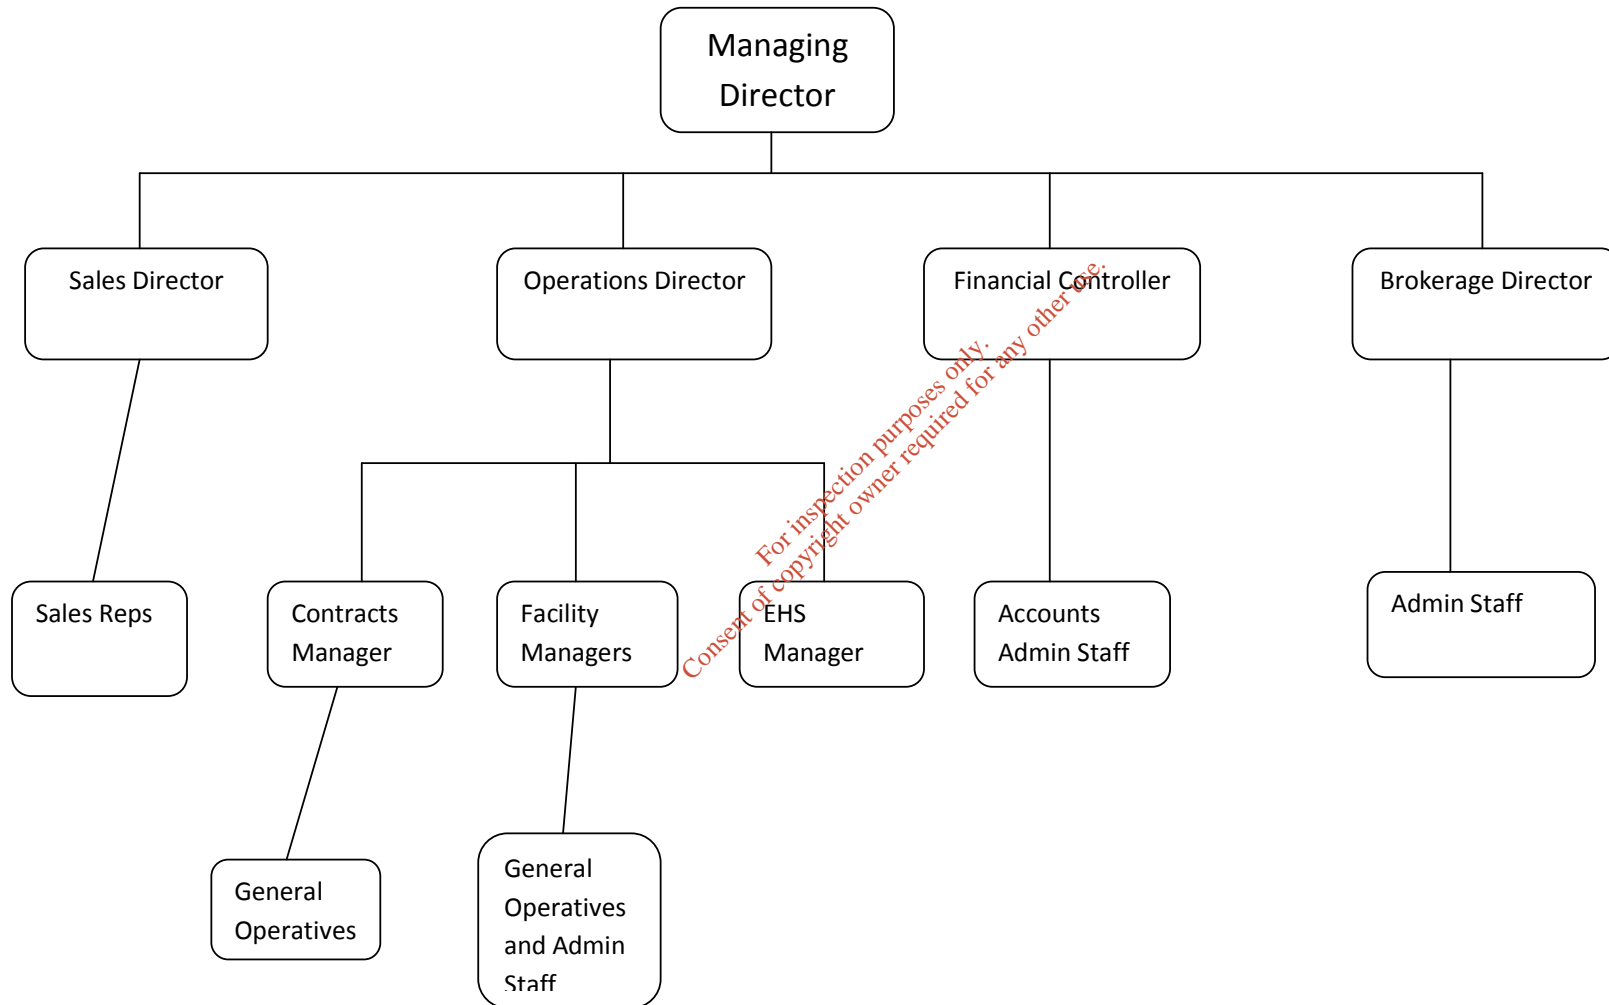 Managing
Director
Sales Director
Operations Director
Financial Controller
Brokerage Director
For inspection purposes only.
Consent of copyright owner required for any other use.
Sales Reps
Contracts
Manager
Facility
Managers
EHS
Manager
Accounts
Admin Staff
Admin Staff
General
Operatives
General
Operatives
and Admin
Staff